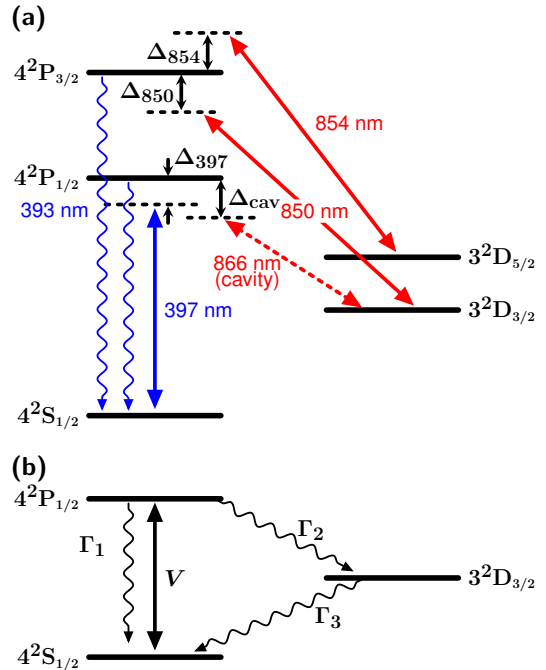 (a)
Δ₈₅₄
4²P₃/₂
Δ₈₅₀
854 nm
Δ₃₉₇
4²P₁/₂
Δcav
393 nm
850 nm
866 nm
(cavity)
3²D₅/₂
3²D₃/₂
397 nm
4²S₁/₂
(b)
4²P₁/₂
Γ₁
V
Γ₂
3²D₃/₂
Γ₃
4²S₁/₂